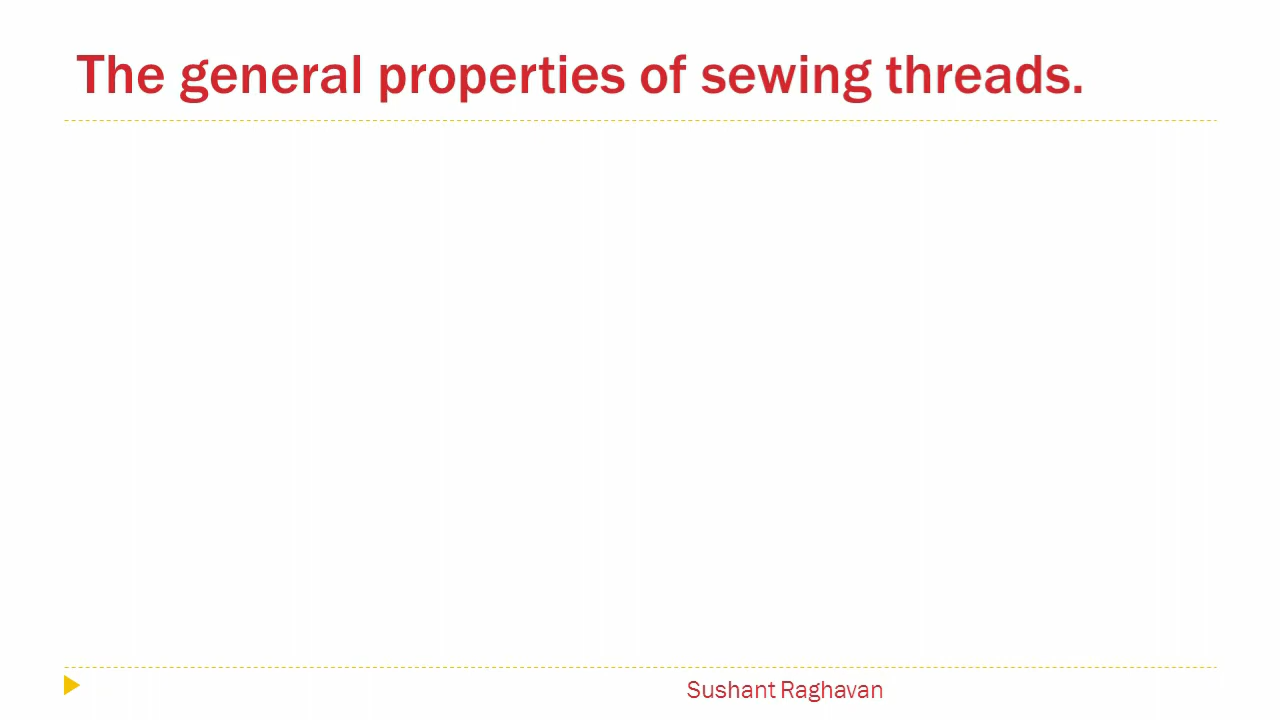 The general properties of sewing threads.
Sushant Raghavan